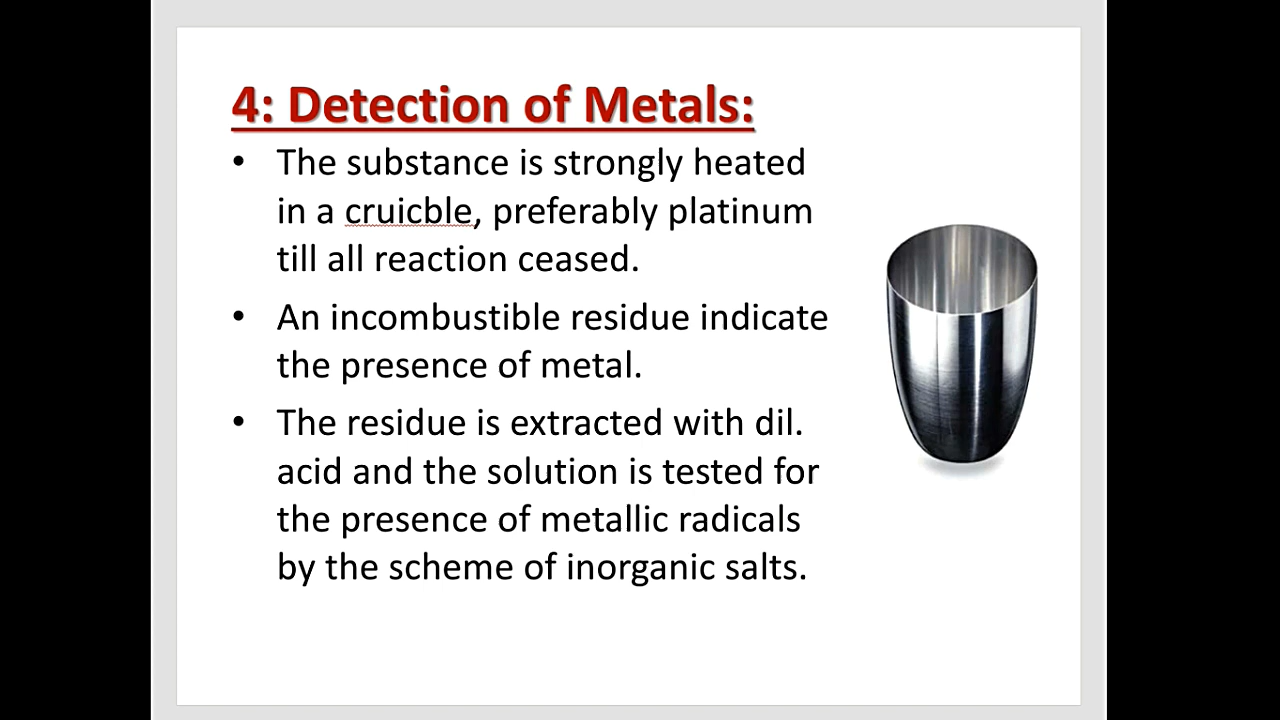 4: Detection of Metals:
• The substance is strongly heated
in a cruicble, preferably platinum
till all reaction ceased.
• An incombustible residue indicate
the presence of metal.
• The residue is extracted with dil.
acid and the solution is tested for
the presence of metallic radicals
by the scheme of inorganic salts.